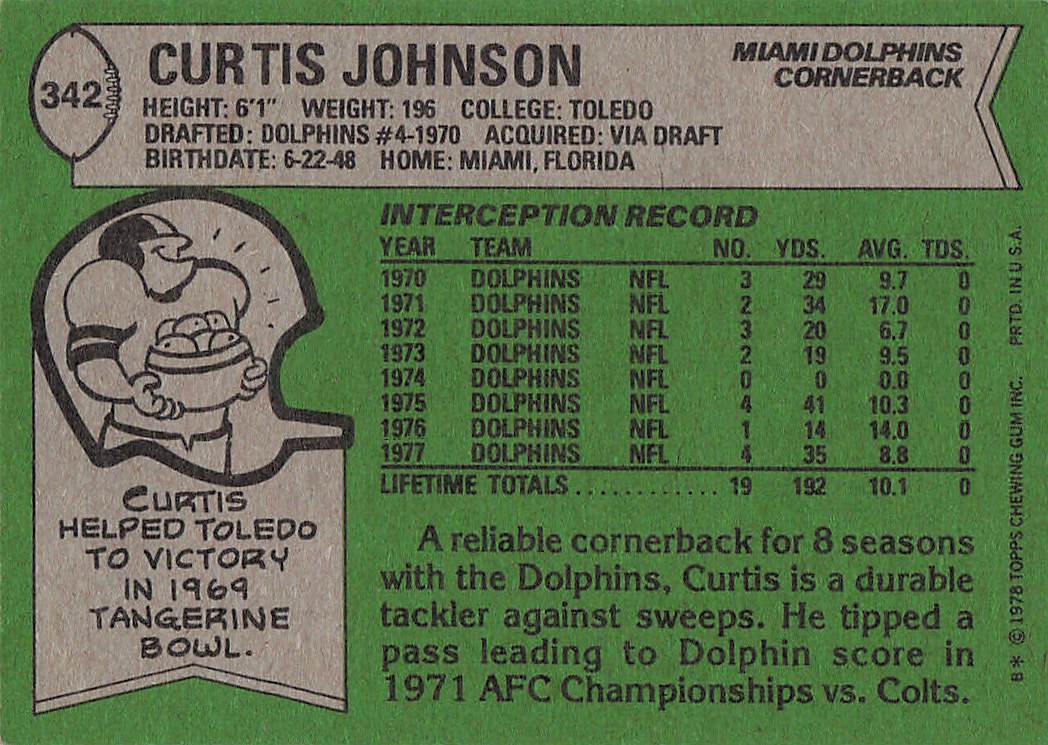 342
CURTIS JOHNSON
MIAMI DOLPHINS
CORNERBACK
HEIGHT: 6'1" WEIGHT: 196 COLLEGE: TOLEDO
DRAFTED: DOLPHINS #4-1970 ACQUIRED: VIA DRAFT
BIRTHDATE: 6-22-48 HOME: MIAMI, FLORIDA
INTERCEPTION RECORD
YEAR TEAM NO. YDS. AVG. TDS.
1970 DOLPHINS NFL 3 29 9.7 0
1971 DOLPHINS NFL 2 34 17.0 0
1972 DOLPHINS NFL 3 20 6.7 0
1973 DOLPHINS NFL 2 19 9.5 0
1974 DOLPHINS NFL 0 0 0.0 0
1975 DOLPHINS NFL 4 41 10.3 0
1976 DOLPHINS NFL 1 14 14.0 0
1977 DOLPHINS NFL 4 35 8.8 0
LIFETIME TOTALS............ 19 192 10.1 0
CURTIS
HELPED TOLEDO
TO VICTORY
IN 1969
TANGERINE
BOWL.
A reliable cornerback for 8 seasons
with the Dolphins, Curtis is a durable
tackler against sweeps. He tipped a
pass leading to Dolphin score in
1971 AFC Championships vs. Colts.
B* © 1978 TOPPS CHEWING GUM INC. PRTD. IN U S.A.